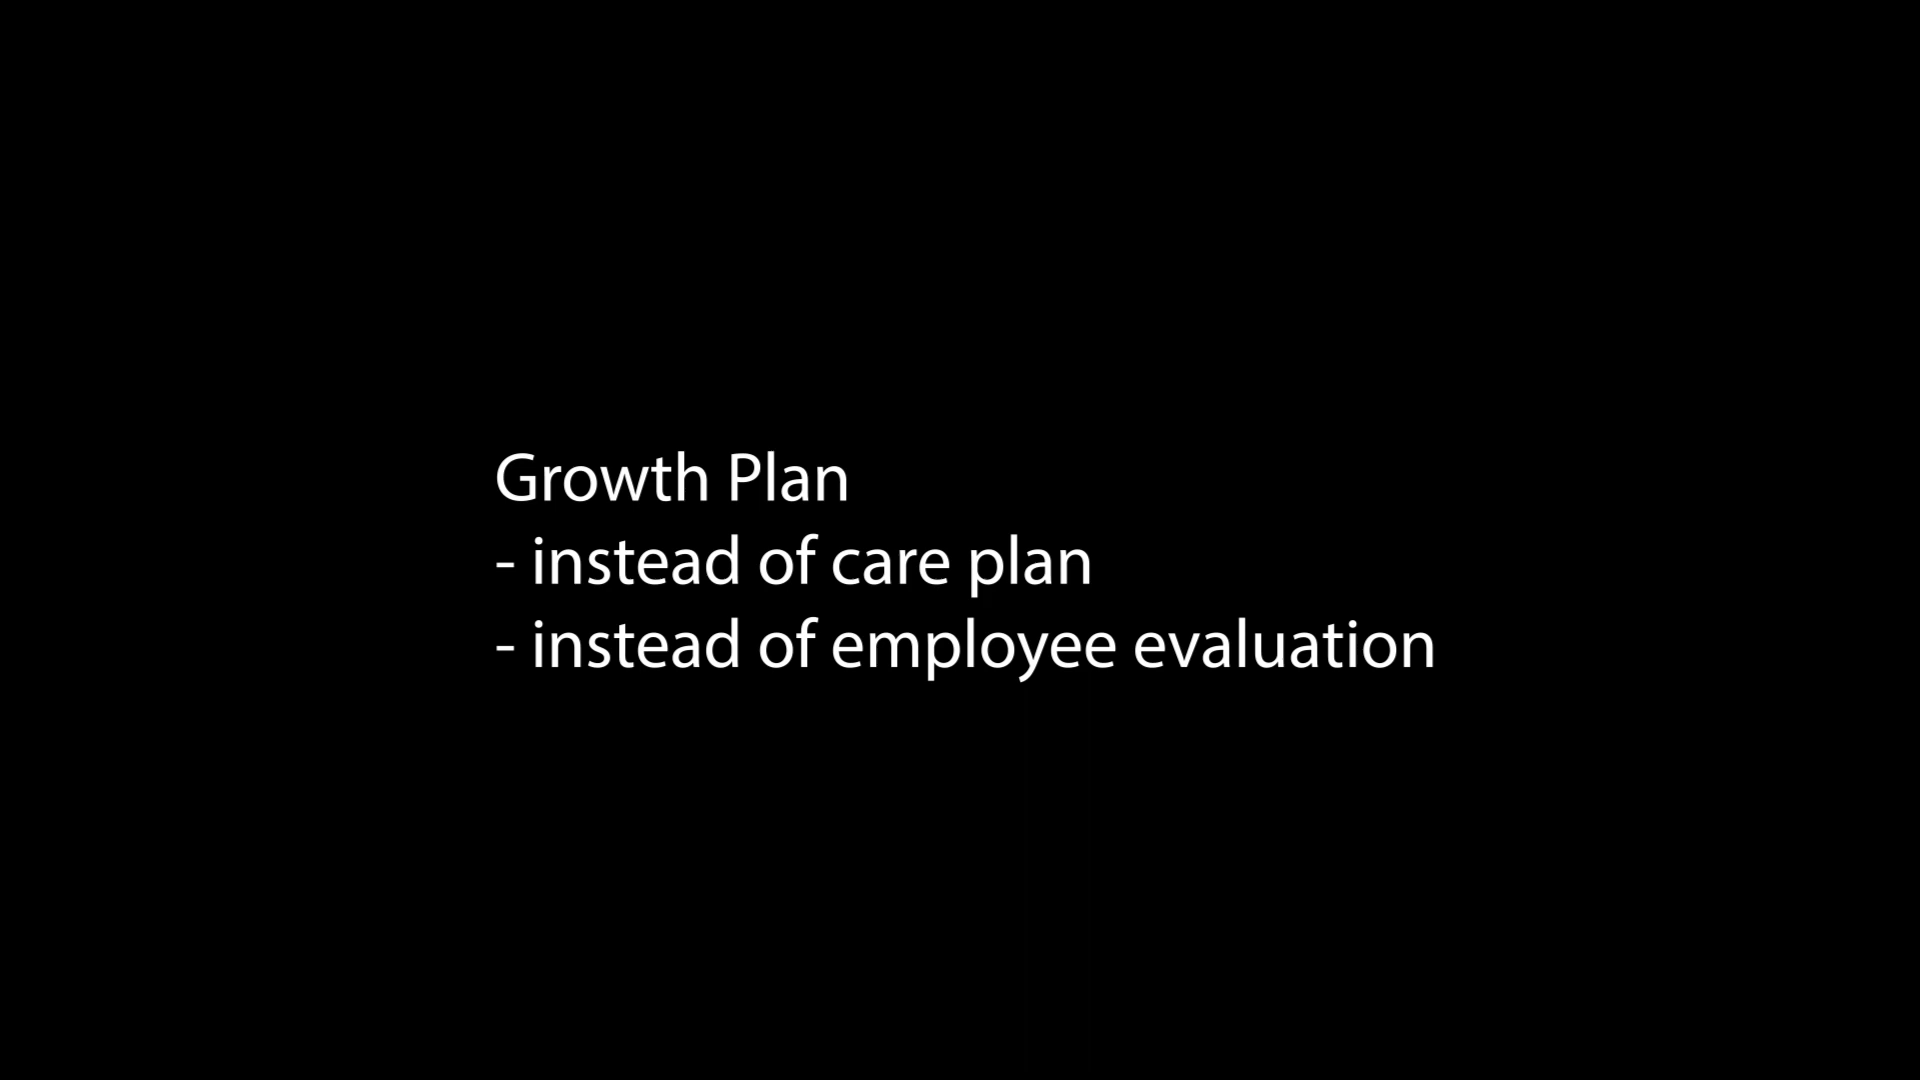 Growth Plan
- instead of care plan
- instead of employee evaluation